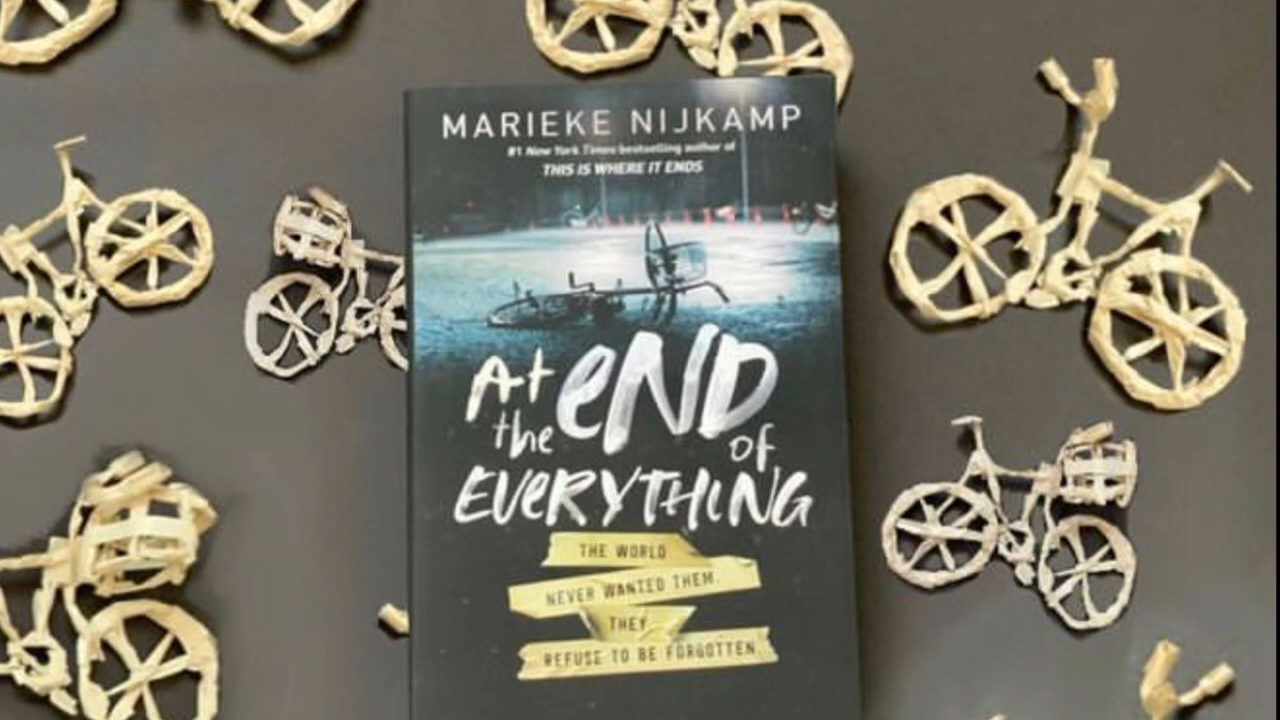 MARIEKE NIJKAMP
#1 New York Times bestselling author of
THIS IS WHERE IT ENDS
At eND
the of
EVeRYTHiNG
THE WORLD
NEVER WANTED THEM.
THEY
REFUSE TO BE FORGOTTEN.